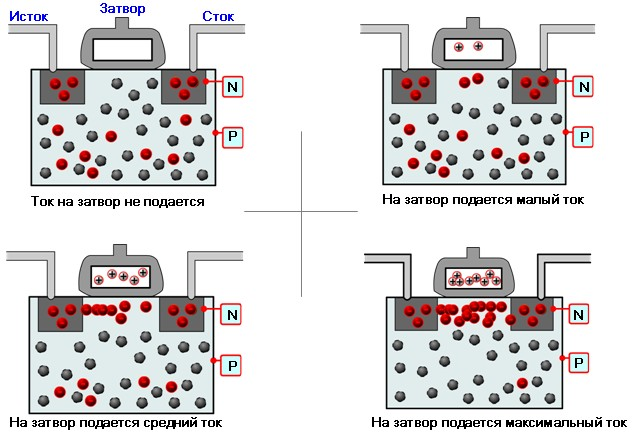 Исток
Затвор
Сток
N
P
Ток на затвор не подается
N
P
На затвор подается малый ток
N
P
На затвор подается средний ток
N
P
На затвор подается максимальный ток